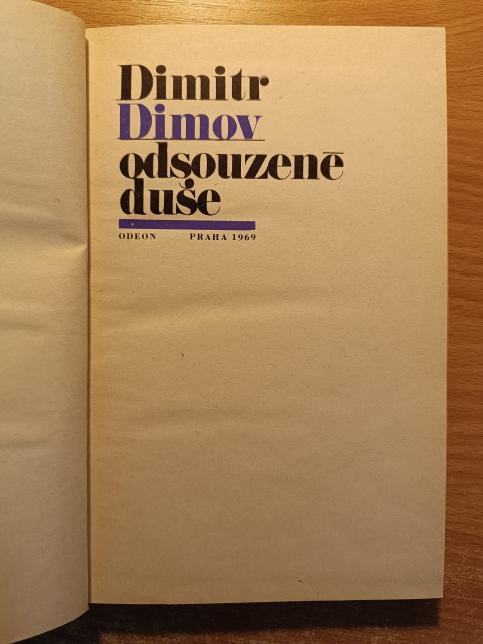 Dimitr
Dimov
odsouzené
duše
ODEON PRAHA 1969